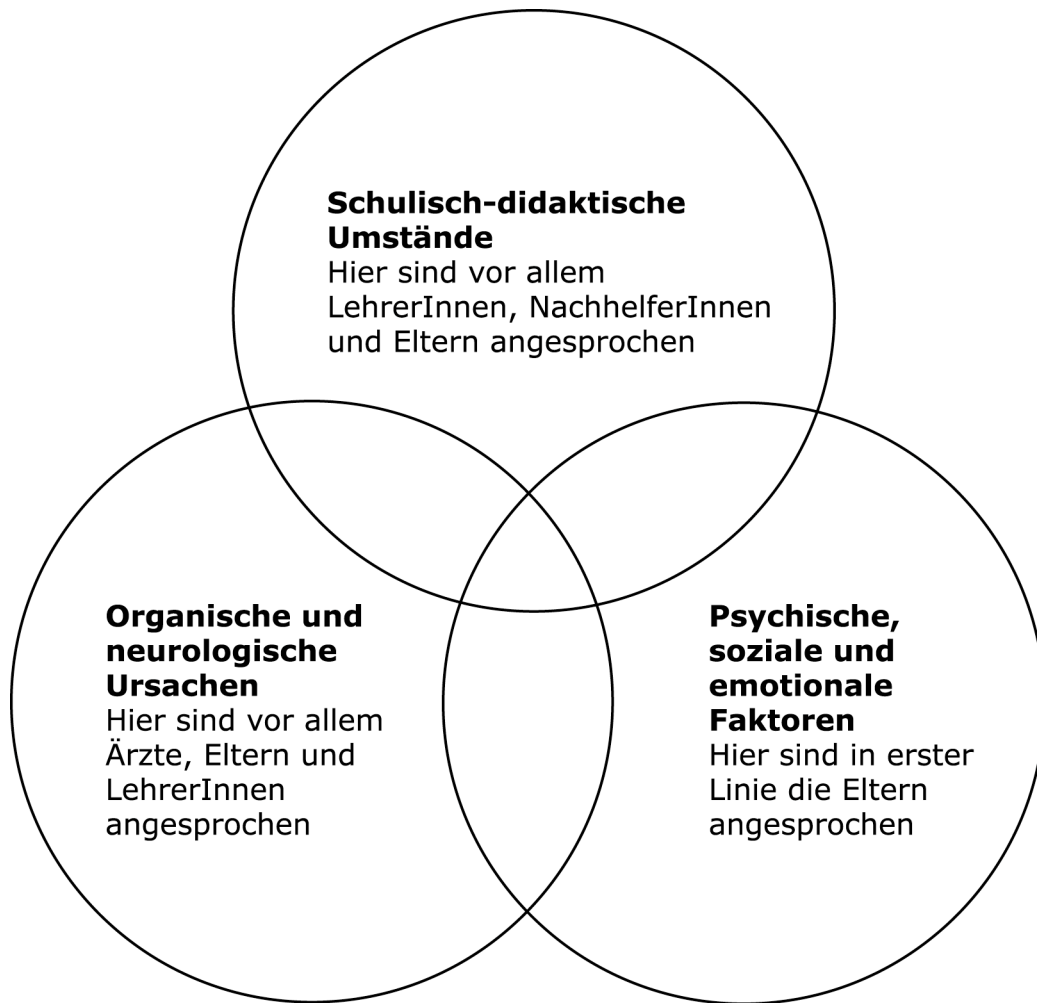 Schulisch-didaktische
Umstände
Hier sind vor allem
LehrerInnen, NachhelferInnen
und Eltern angesprochen
Organische und
neurologische
Ursachen
Hier sind vor allem
Ärzte, Eltern und
LehrerInnen
angesprochen
Psychische,
soziale und
emotionale
Faktoren
Hier sind in erster
Linie die Eltern
angesprochen